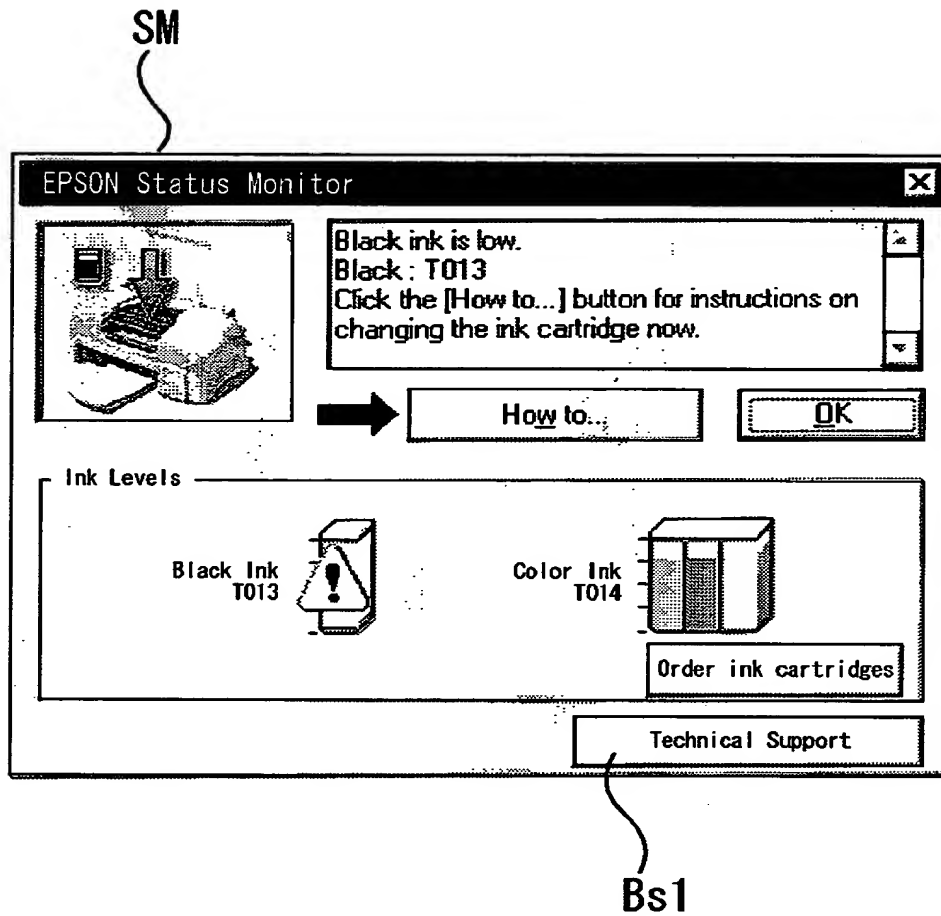 SM
EPSON Status Monitor
Black ink is low.
Black : T013
Click the [How to...] button for instructions on
changing the ink cartridge now.
How to...
OK
Ink Levels
Black Ink
T013
Color Ink
T014
Order ink cartridges
Technical Support
Bs1